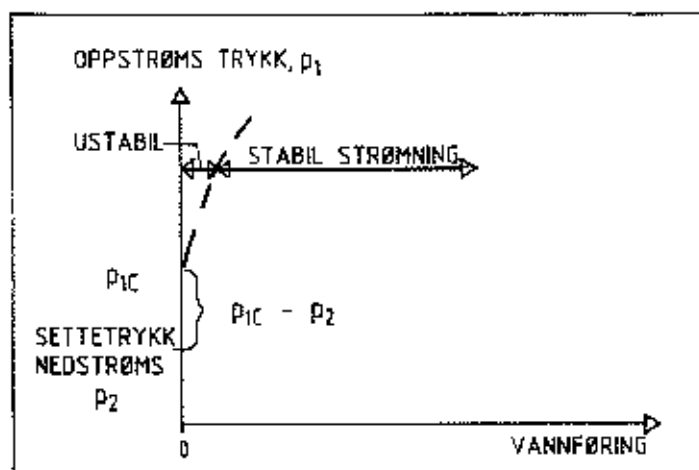 OPPSTRØMS TRYKK, p₁
USTABIL
STABIL STRØMNING
p₁c
p₁c - p₂
SETTETRYKK
NEDSTRØMS
p₂
0
VANNFØRING